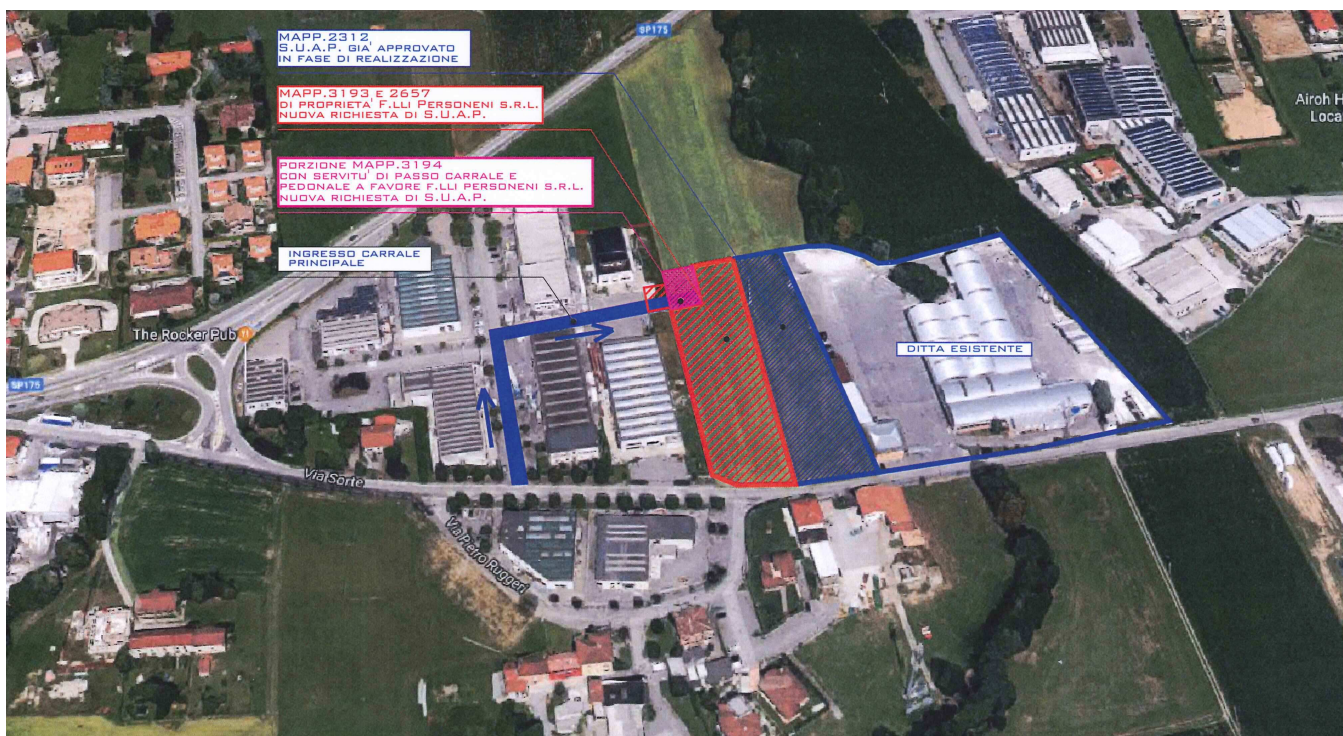 SP175
MAPP.2312
S.U.A.P. GIA' APPROVATO
IN FASE DI REALIZZAZIONE
MAPP.3193 E 2657
DI PROPRIETA' F.LLI PERSONENI S.R.L.
NUOVA RICHIESTA DI S.U.A.P.
Airoh H
Loca
PORZIONE MAPP.3194
CON SERVITU' DI PASSO CARRALE E
PEDONALE A FAVORE F.LLI PERSONENI S.R.L.
NUOVA RICHIESTA DI S.U.A.P.
INGRESSO CARRALE
PRINCIPALE
The Rocker Pub
DITTA ESISTENTE
SP175
Via Sorte
Via Pietro Ruggeri